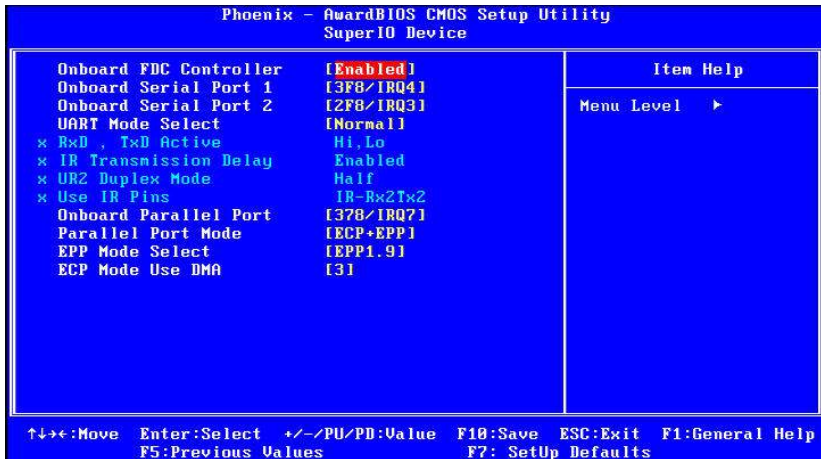 Phoenix - AwardBIOS CMOS Setup Utility
SuperIO Device
Onboard FDC Controller [Enabled]
Onboard Serial Port 1 [3F8/IRQ4]
Onboard Serial Port 2 [2F8/IRQ3]
UART Mode Select [Normal]
x RxD , TxD Active Hi,Lo
x IR Transmission Delay Enabled
x UR2 Duplex Mode Half
x Use IR Pins IR-Rx2Tx2
Onboard Parallel Port [378/IRQ7]
Parallel Port Mode [ECP+EPP]
EPP Mode Select [EPP1.9]
ECP Mode Use DMA [3]
Item Help
Menu Level ►
↑↓→←:Move Enter:Select +/-/PU/PD:Value F10:Save ESC:Exit F1:General Help
F5:Previous Values F7: SetUp Defaults